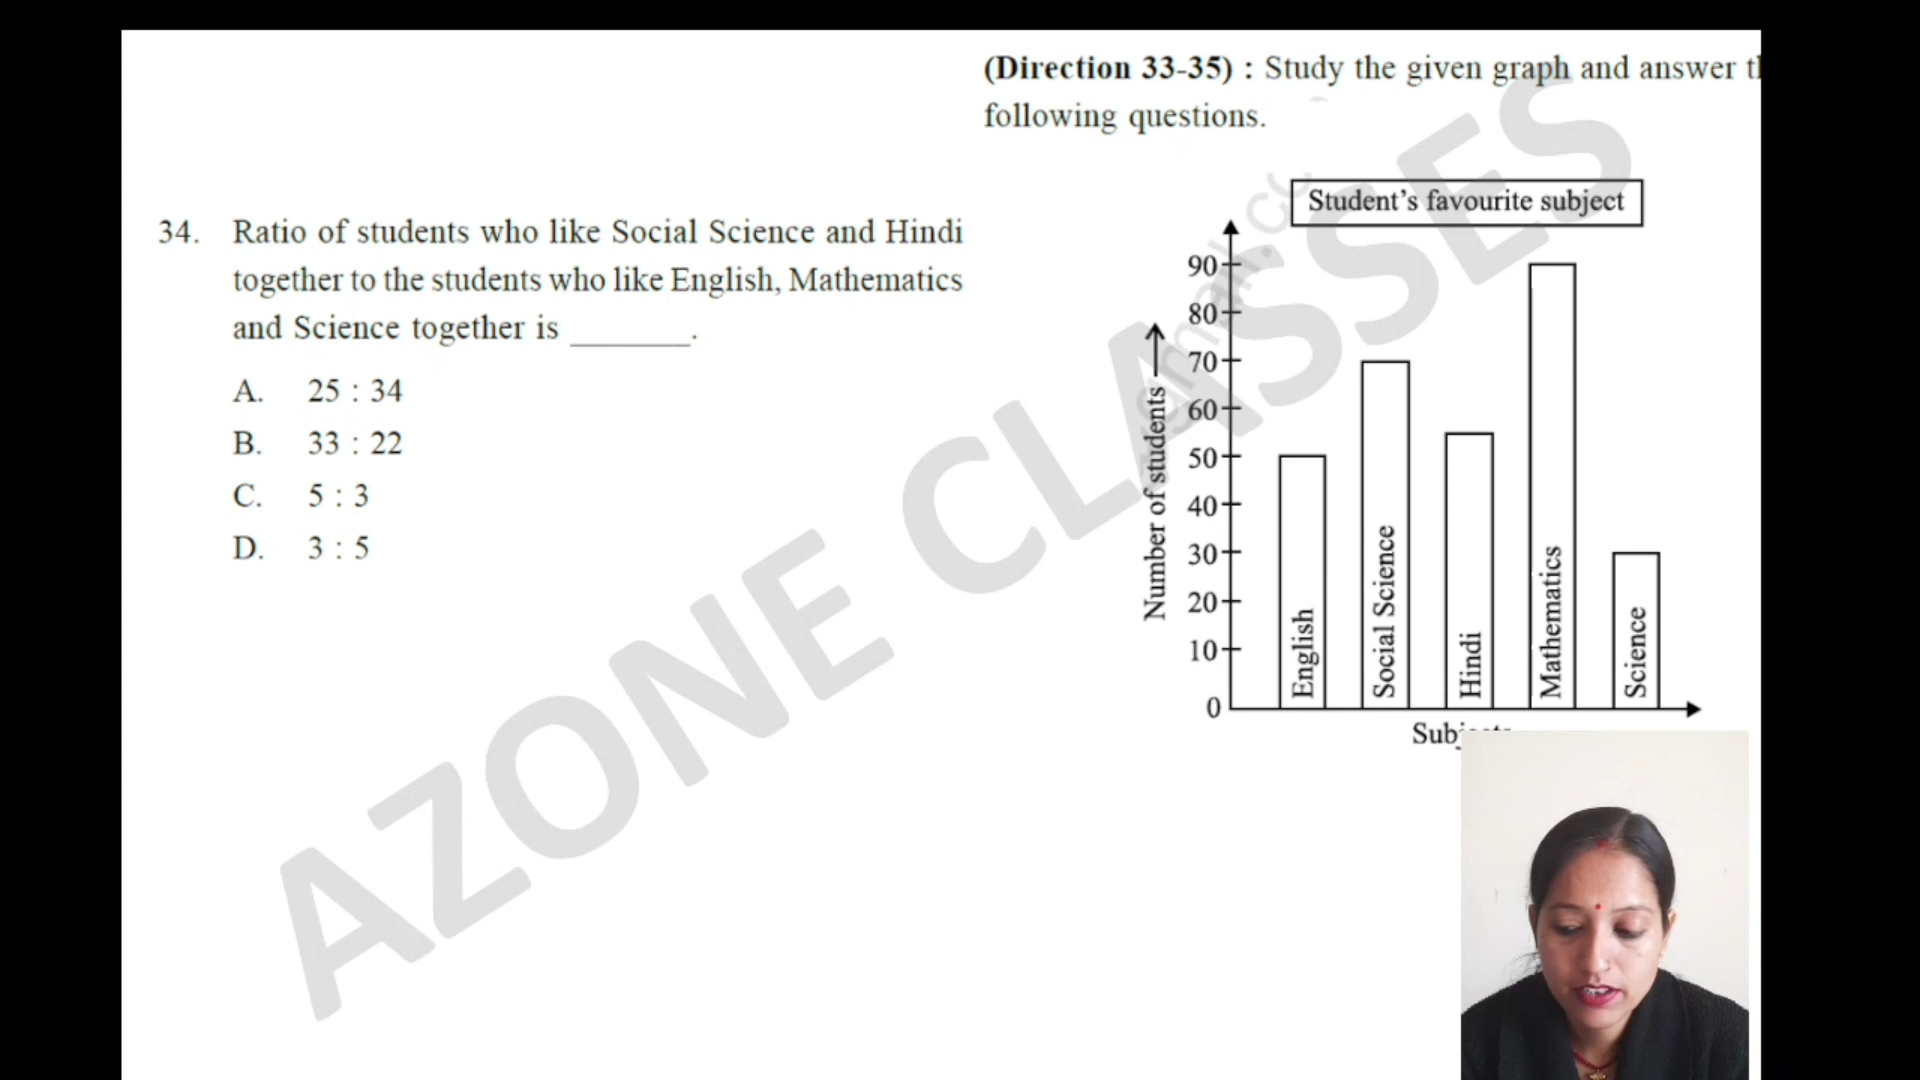 (Direction 33-35) : Study the given graph and answer
following questions.
34. Ratio of students who like Social Science and Hindi
together to the students who like English, Mathematics
and Science together is ________.
A. 25 : 34
B. 33 : 22
C. 5 : 3
D. 3 : 5
Student's favourite subject
Number of students
90
80
70
60
50
40
30
20
10
0
English
Social Science
Hindi
Mathematics
Science
AZONE CLASSES